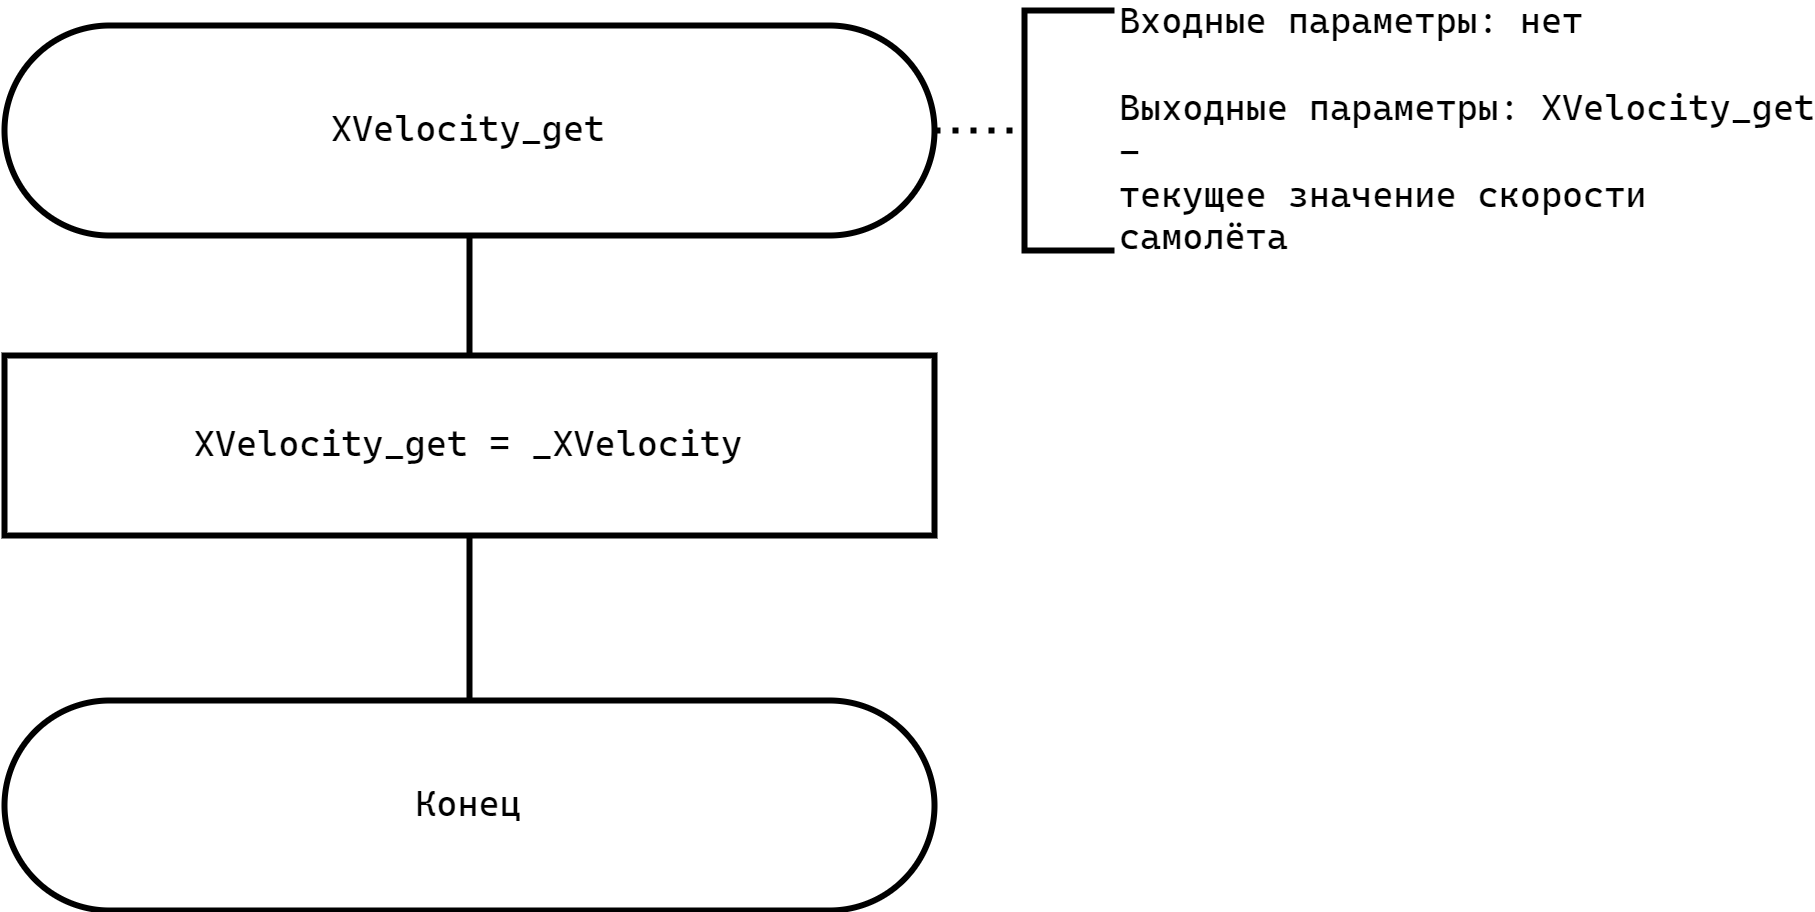 XVelocity_get
Входные параметры: нет
Выходные параметры: XVelocity_get
–
текущее значение скорости
самолёта
XVelocity_get = _XVelocity
Конец